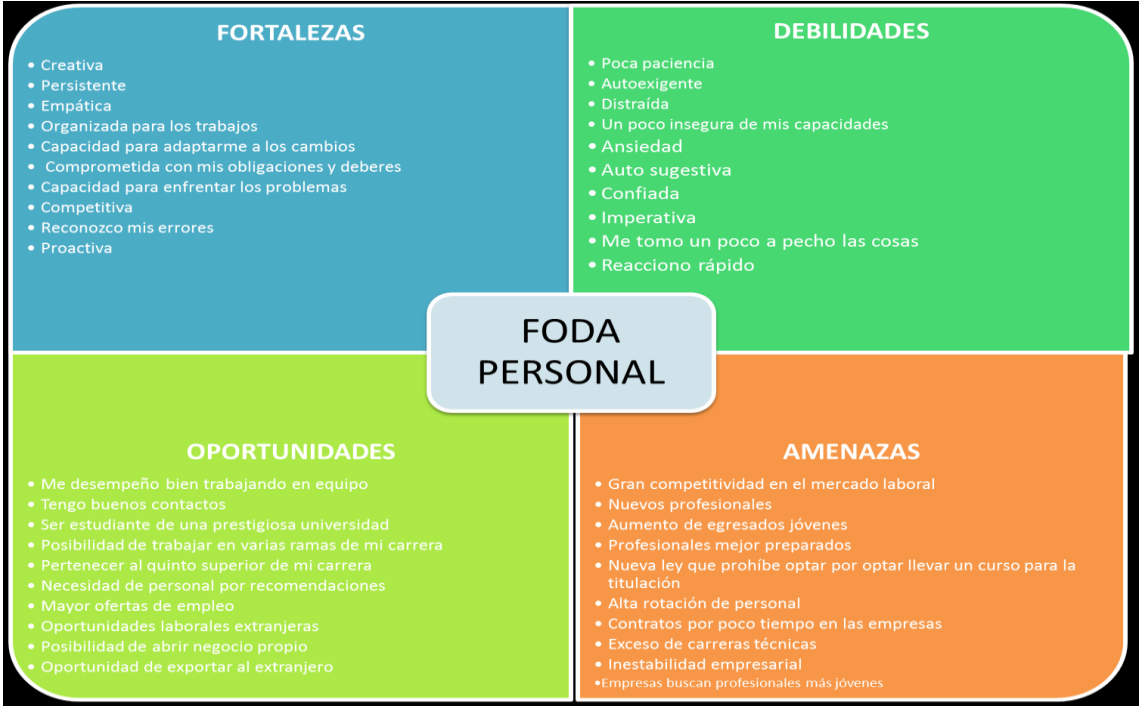 FORTALEZAS
• Creativa
• Persistente
• Empática
• Organizada para los trabajos
• Capacidad para adaptarme a los cambios
• Comprometida con mis obligaciones y deberes
• Capacidad para enfrentar los problemas
• Competitiva
• Reconozco mis errores
• Proactiva
DEBILIDADES
• Poca paciencia
• Autoexigente
• Distraída
• Un poco insegura de mis capacidades
• Ansiedad
• Auto sugestiva
• Confiada
• Imperativa
• Me tomo un poco a pecho las cosas
• Reacciono rápido
FODA
PERSONAL
OPORTUNIDADES
• Me desempeño bien trabajando en equipo
• Tengo buenos contactos
• Ser estudiante de una prestigiosa universidad
• Posibilidad de trabajar en varias ramas de mi carrera
• Pertenecer al quinto superior de mi carrera
• Necesidad de personal por recomendaciones
• Mayor ofertas de empleo
• Oportunidades laborales extranjeras
• Posibilidad de abrir negocio propio
• Oportunidad de exportar al extranjero
AMENAZAS
• Gran competitividad en el mercado laboral
• Nuevos profesionales
• Aumento de egresados jóvenes
• Profesionales mejor preparados
• Nueva ley que prohíbe optar por optar llevar un curso para la
titulación
• Alta rotación de personal
• Contratos por poco tiempo en las empresas
• Exceso de carreras técnicas
• Inestabilidad empresarial
•Empresas buscan profesionales más jóvenes